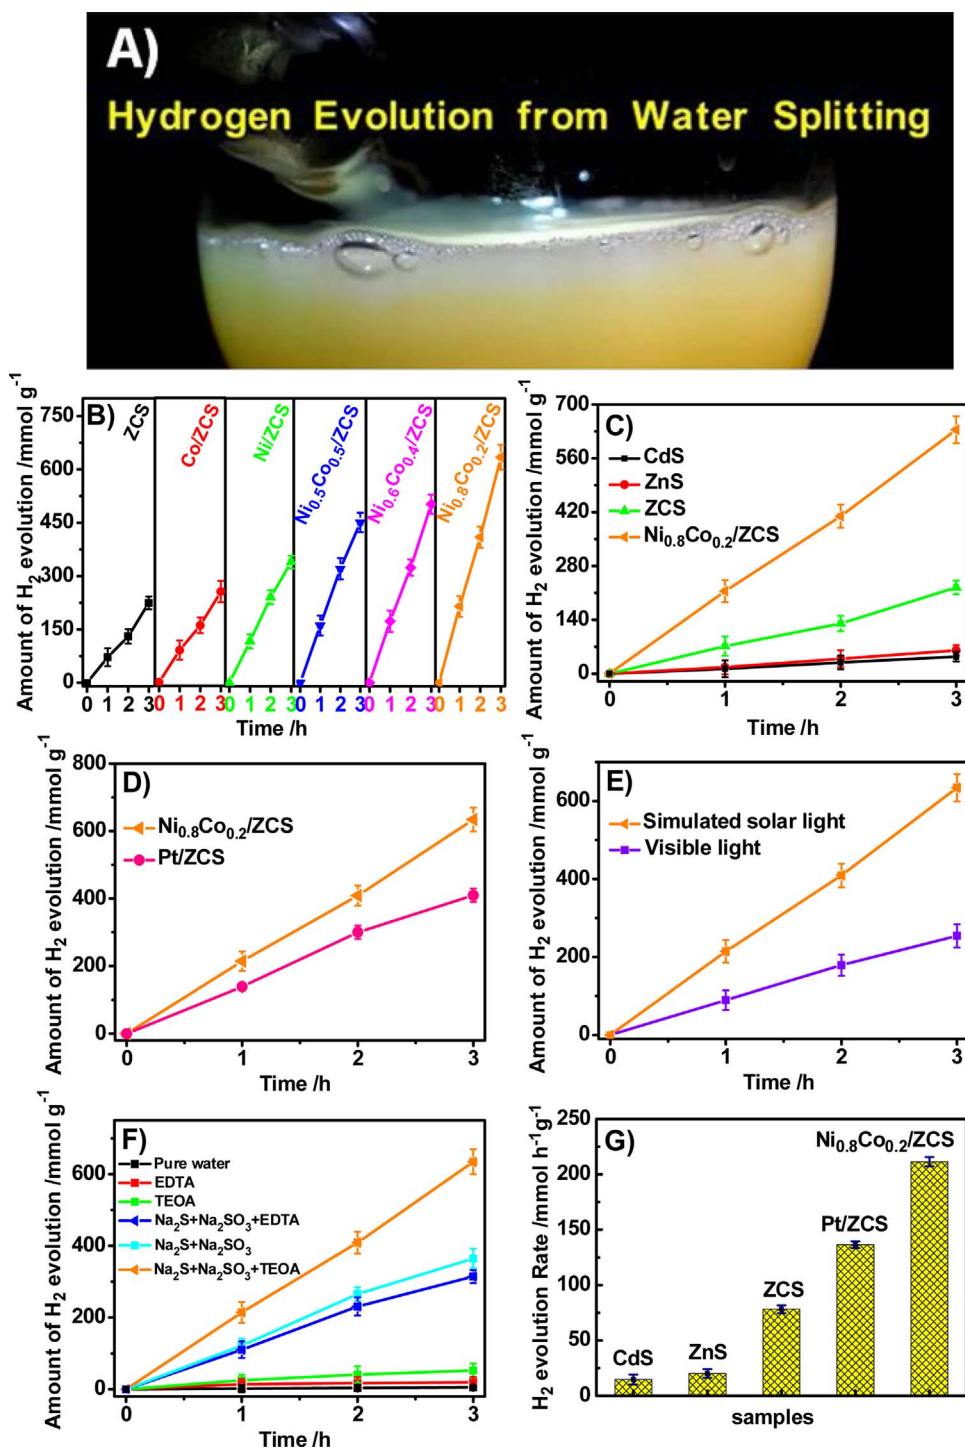 A)
Hydrogen Evolution from Water Splitting
B)
Amount of H2 evolution /mmol g-1
750
600
450
300
150
0
ZCS
Co/ZCS
Ni/ZCS
Ni0.5Co0.5/ZCS
Ni0.6Co0.4/ZCS
Ni0.8Co0.2/ZCS
0 1 2 3 0 1 2 3 0 1 2 3 0 1 2 3 0 1 2 3 0 1 2 3
Time /h
C)
Amount of H2 evolution /mmol g-1
700
560
420
280
140
0
CdS
ZnS
ZCS
Ni0.8Co0.2/ZCS
0 1 2 3
Time /h
D)
Amount of H2 evolution /mmol g-1
800
600
400
200
0
Ni0.8Co0.2/ZCS
Pt/ZCS
0 1 2 3
Time /h
E)
Amount of H2 evolution /mmol g-1
600
400
200
0
Simulated solar light
Visible light
0 1 2 3
Time /h
F)
Amount of H2 evolution /mmol g-1
600
400
200
0
Pure water
EDTA
TEOA
Na2S+Na2SO3+EDTA
Na2S+Na2SO3
Na2S+Na2SO3+TEOA
0 1 2 3
Time /h
G)
H2 evolution Rate /mmol h-1g-1
250
200
150
100
50
0
CdS
ZnS
ZCS
Pt/ZCS
Ni0.8Co0.2/ZCS
samples